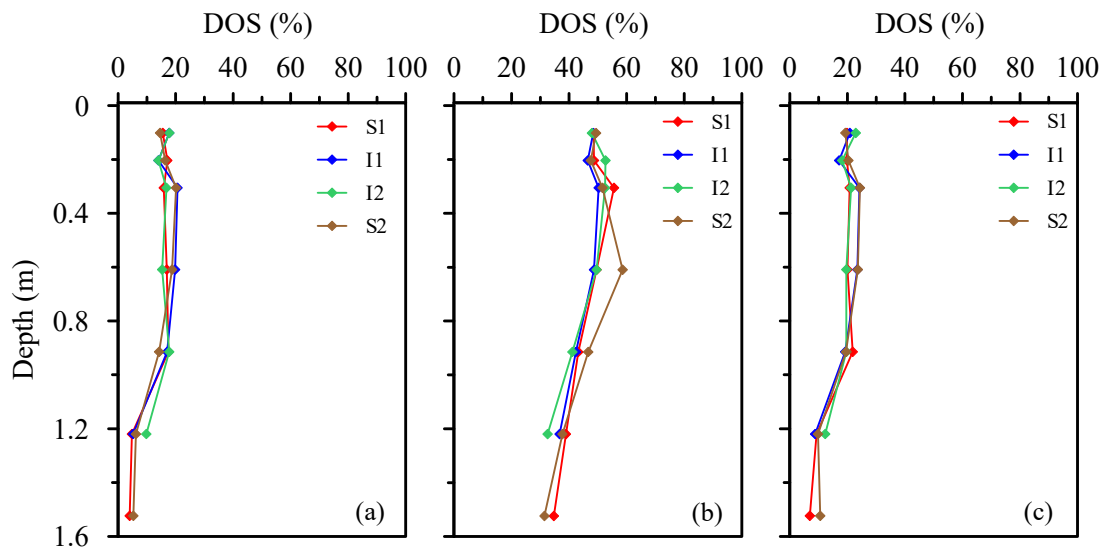 DOS (%) DOS (%) DOS (%)
0 20 40 60 80 100 0 20 40 60 80 100 0 20 40 60 80 100
0
S1 S1 S1
I1 I1 I1
0.4
I2 I2 I2
S2 S2 S2
0.8
Depth (m)
1.2
(a) (b) (c)
1.6